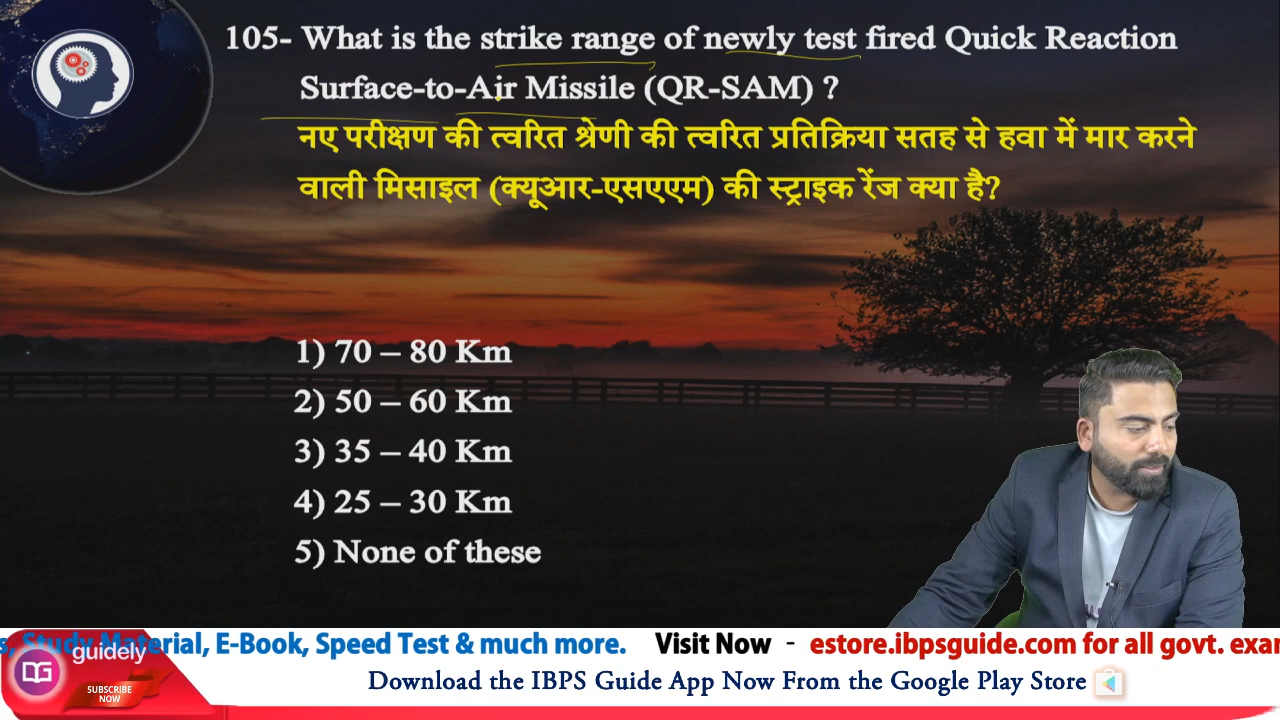 105- What is the strike range of newly test fired Quick Reaction
Surface-to-Air Missile (QR-SAM) ?
नए परीक्षण की त्वरित श्रेणी की त्वरित प्रतिक्रिया सतह से हवा में मार करने
वाली मिसाइल (क्यूआर-एसएएम) की स्ट्राइक रेंज क्या है?
1) 70 – 80 Km
2) 50 – 60 Km
3) 35 – 40 Km
4) 25 – 30 Km
5) None of these
s, Study Material, E-Book, Speed Test & much more. Visit Now - estore.ibpsguide.com for all govt. exa
guidely
SUBSCRIBE
NOW
Download the IBPS Guide App Now From the Google Play Store